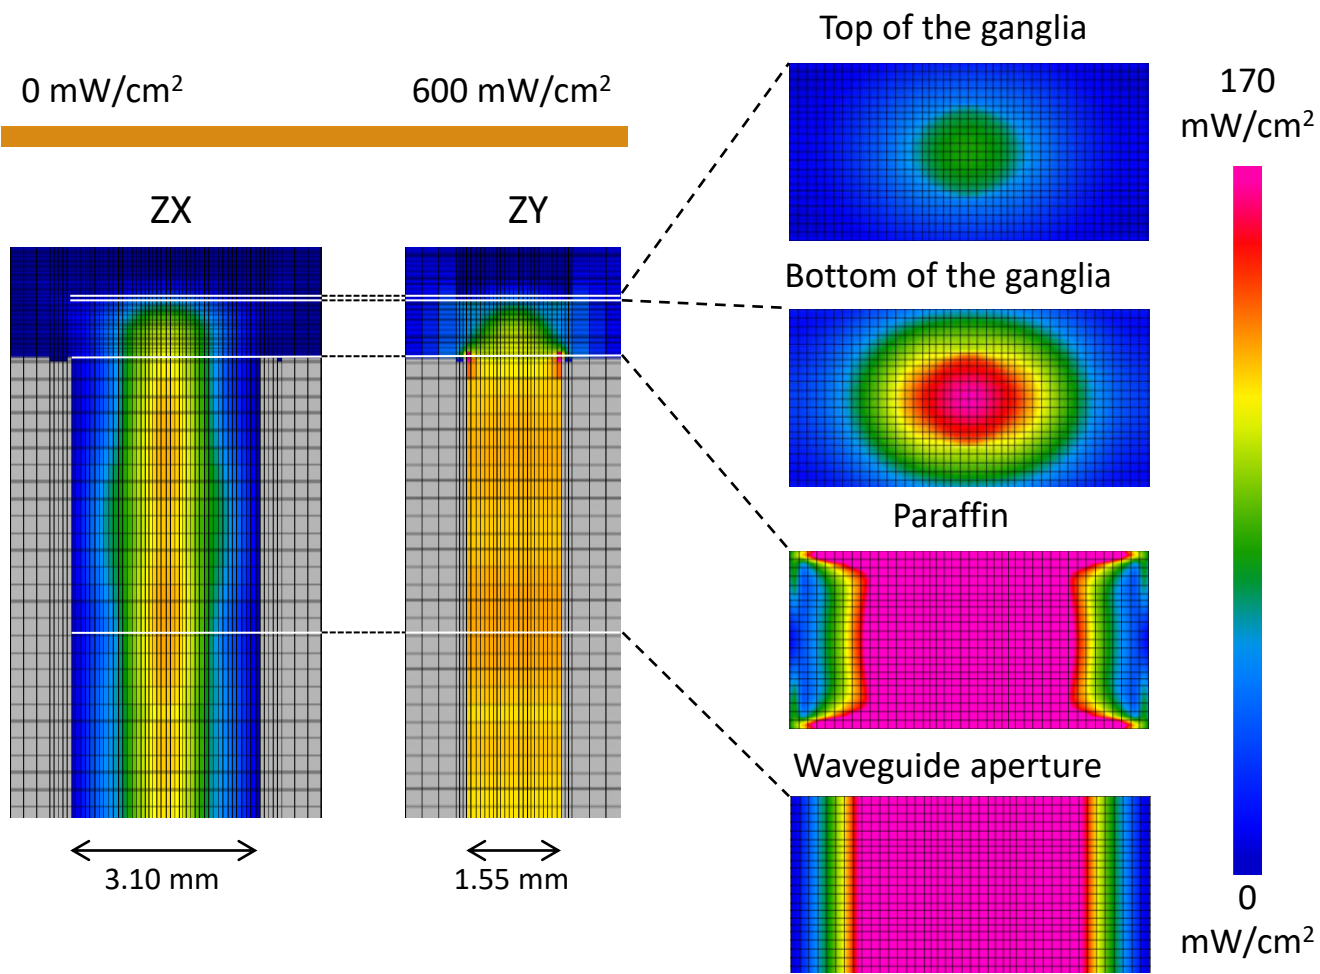 Top of the ganglia
0 mW/cm²
600 mW/cm²
170
mW/cm²
ZX
ZY
Bottom of the ganglia
Paraffin
Waveguide aperture
3.10 mm
1.55 mm
0
mW/cm²